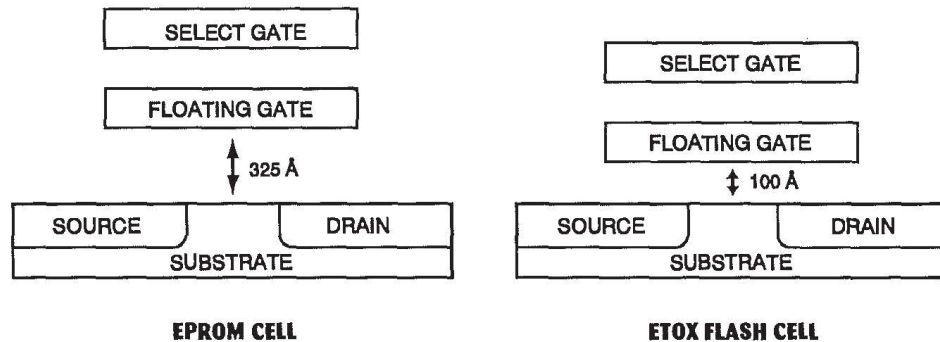 SELECT GATE
FLOATING GATE
325 Å
SOURCE
DRAIN
SUBSTRATE
EPROM CELL
SELECT GATE
FLOATING GATE
100 Å
SOURCE
DRAIN
SUBSTRATE
ETOX FLASH CELL